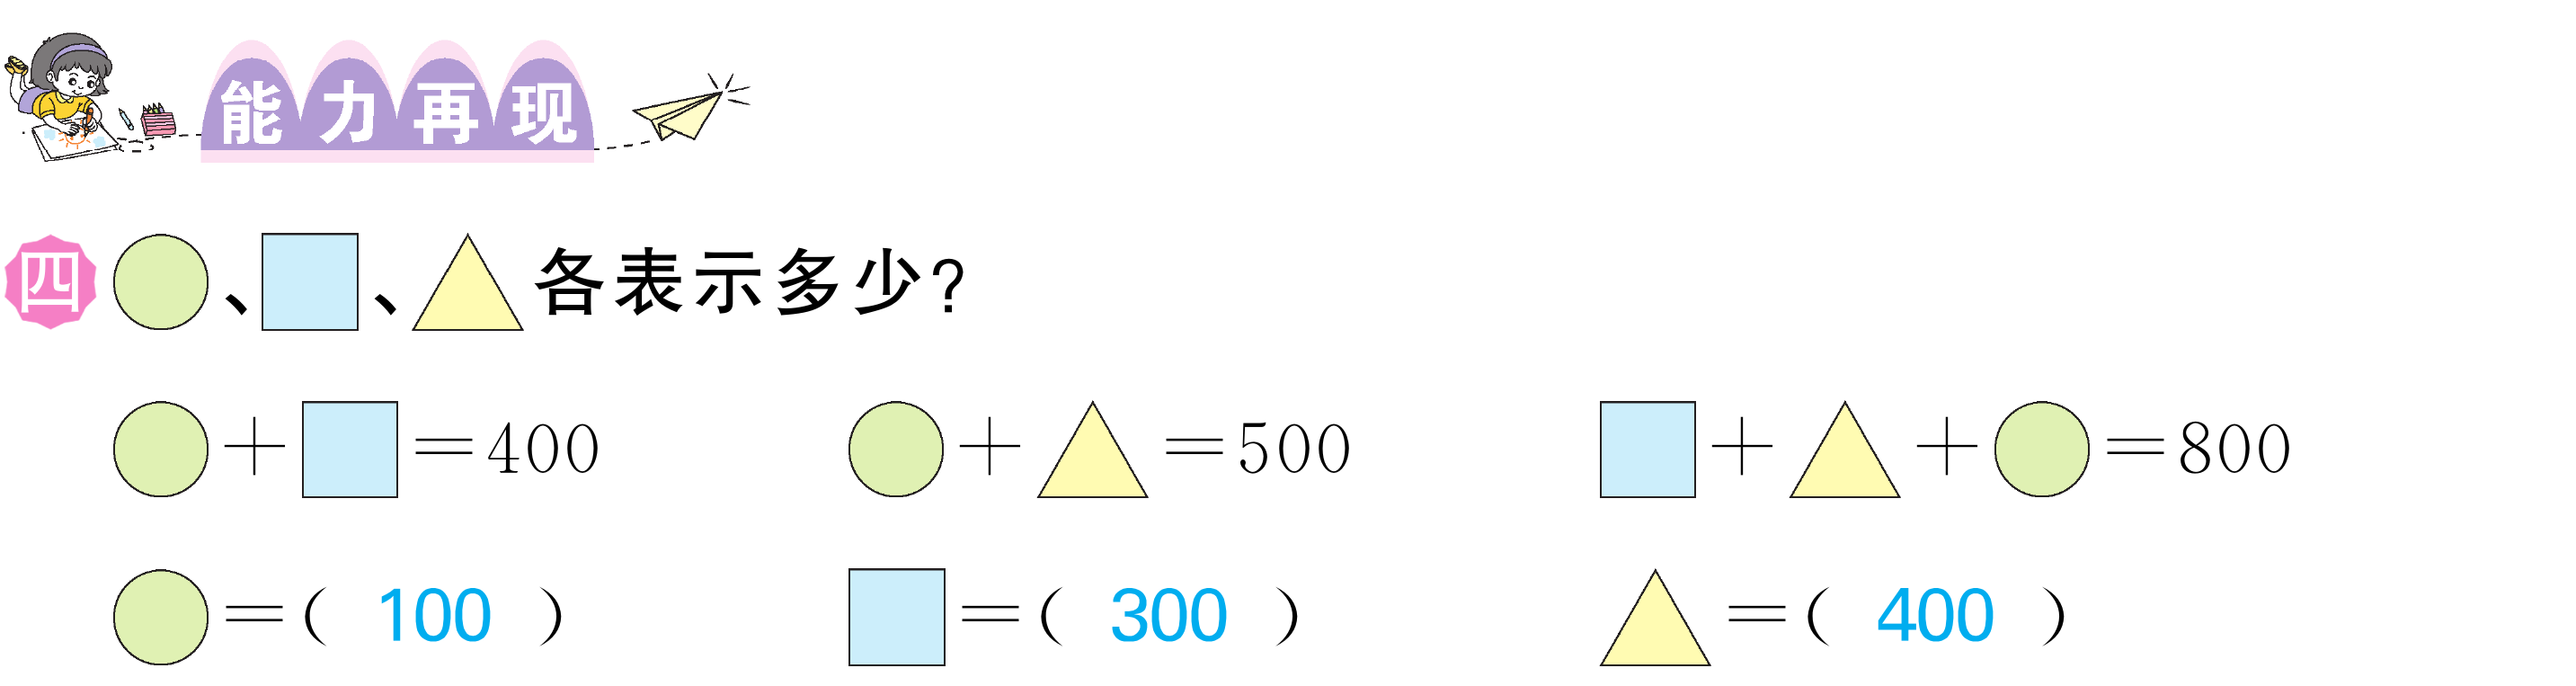 能力再现
四 ○、□、△各表示多少?
○+□=400 ○+△=500 □+△+○=800
○=( 100 ) □=( 300 ) △=( 400 )